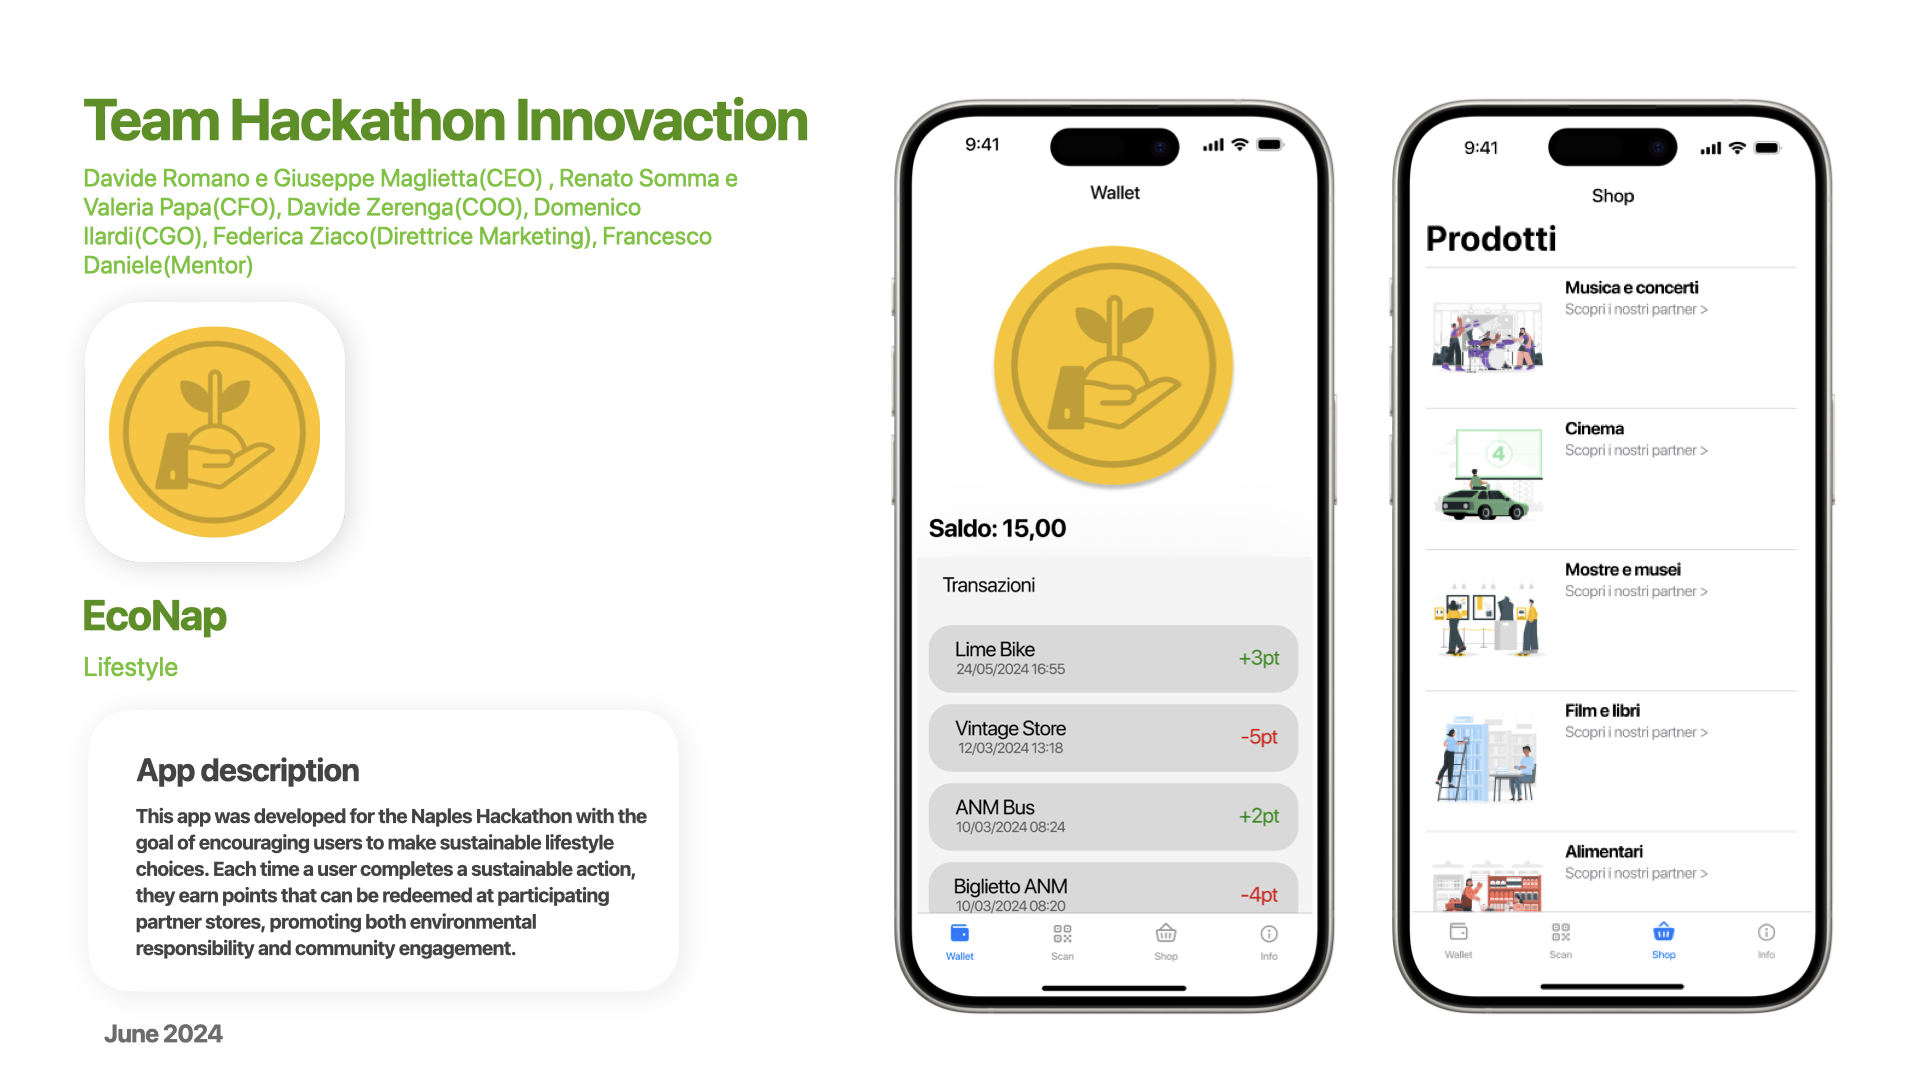 Team Hackathon Innovaction
Davide Romano e Giuseppe Maglietta(CEO) , Renato Somma e
Valeria Papa(CFO), Davide Zerenga(COO), Domenico
Ilardi(CGO), Federica Ziaco(Direttrice Marketing), Francesco
Daniele(Mentor)
EcoNap
Lifestyle
App description
This app was developed for the Naples Hackathon with the
goal of encouraging users to make sustainable lifestyle
choices. Each time a user completes a sustainable action,
they earn points that can be redeemed at participating
partner stores, promoting both environmental
responsibility and community engagement.
June 2024
9:41
Wallet
Saldo: 15,00
Transazioni
Lime Bike
24/05/2024 16:55
+3pt
Vintage Store
12/03/2024 13:18
-5pt
ANM Bus
10/03/2024 08:24
+2pt
Biglietto ANM
10/03/2024 08:20
-4pt
Wallet
Scan
Shop
Info
9:41
Shop
Prodotti
Musica e concerti
Scopri i nostri partner >
4
Cinema
Scopri i nostri partner >
Mostre e musei
Scopri i nostri partner >
Film e libri
Scopri i nostri partner >
Alimentari
Scopri i nostri partner >
Wallet
Scan
Shop
Info